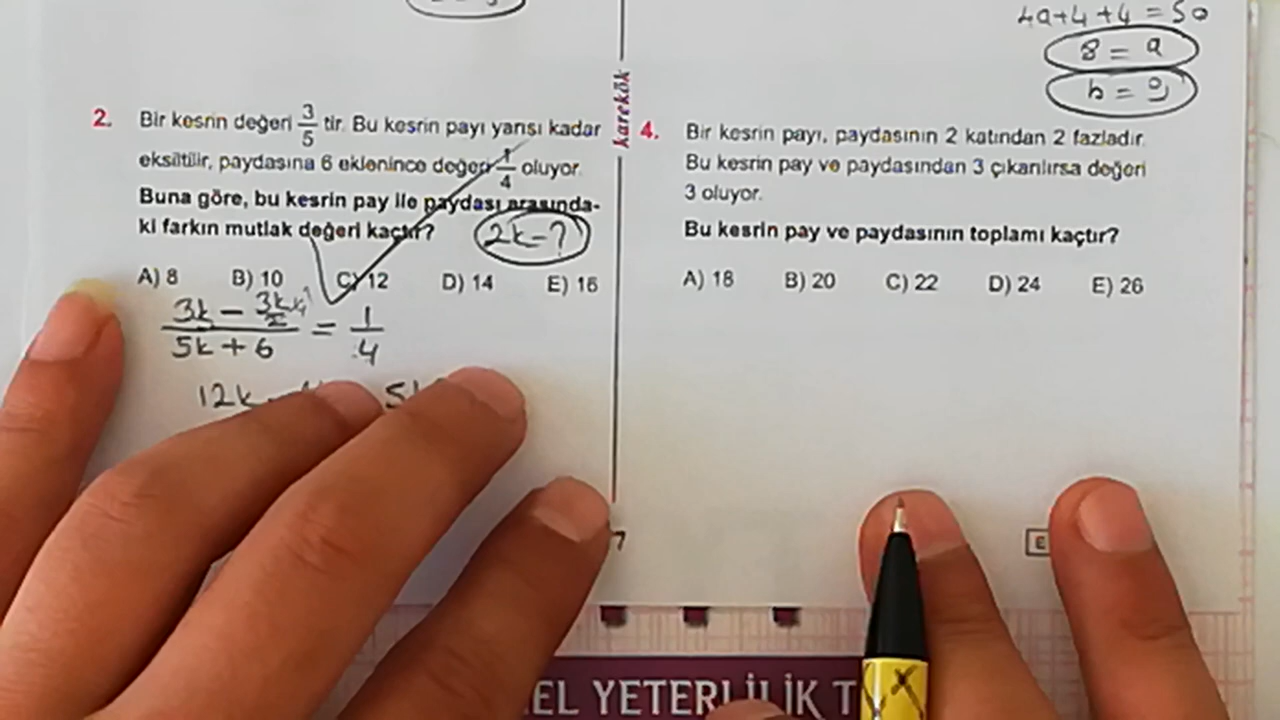 4a+4+4=50
8 = a
b = 9
2. Bir kesrin değeri 3/5 tir. Bu kesrin payı yarısı kadar
eksiltilir, paydasına 6 eklenince değeri 1/4 oluyor.
Buna göre, bu kesrin pay ile paydası arasında-
ki farkın mutlak değeri kaçtır?
2k=?
A) 8 B) 10 C) 12 D) 14 E) 16
3k - 3k/2
5k + 6
= 1/4
12k
karekök
4. Bir kesrin payı, paydasının 2 katından 2 fazladır.
Bu kesrin pay ve paydasından 3 çıkarılırsa değeri
3 oluyor.
Bu kesrin pay ve paydasının toplamı kaçtır?
A) 18 B) 20 C) 22 D) 24 E) 26
7
E
EL YETERLİLİK T